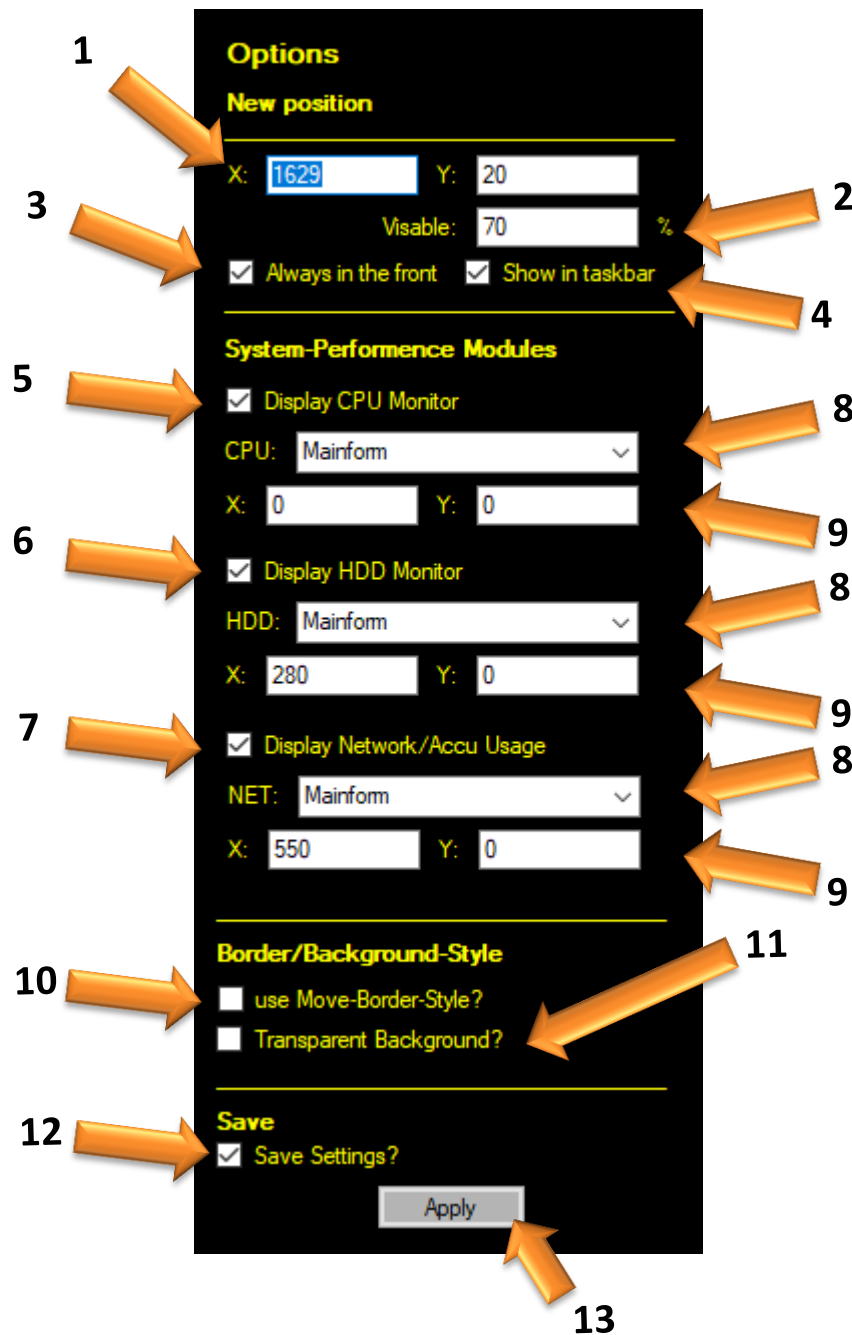 1
Options
New position
X: 1629 Y: 20
2
3
Visable: 70 %
Always in the front Show in taskbar
4
System-Performence Modules
5
Display CPU Monitor
8
CPU: Mainform
X: 0 Y: 0
9
6
Display HDD Monitor
8
HDD: Mainform
X: 280 Y: 0
9
7
Display Network/Accu Usage
8
NET: Mainform
X: 550 Y: 0
9
Border/Background-Style
11
10
use Move-Border-Style?
Transparent Background?
Save
12
Save Settings?
Apply
13